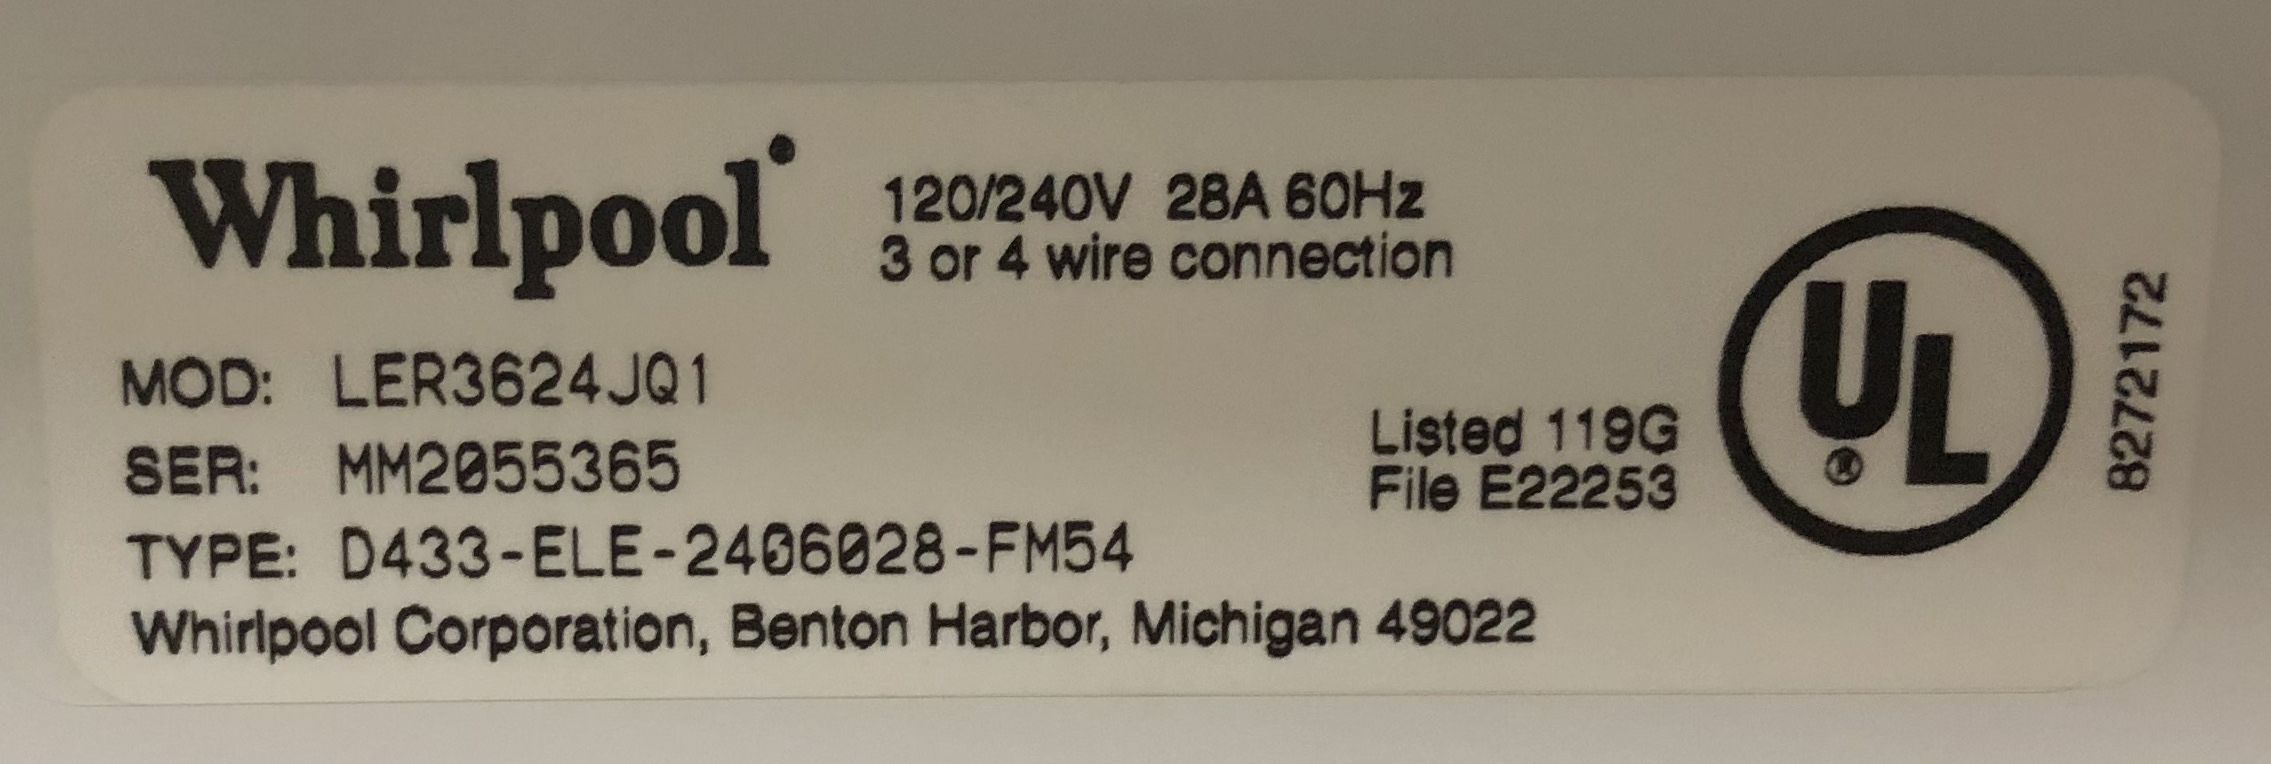 Whirlpool
120/240V 28A 60Hz
3 or 4 wire connection
MOD: LER3624JQ1
SER: MM2055365
TYPE: D433-ELE-2406028-FM54
Whirlpool Corporation, Benton Harbor, Michigan 49022
Listed 119G
File E22253
UL
®
8272172